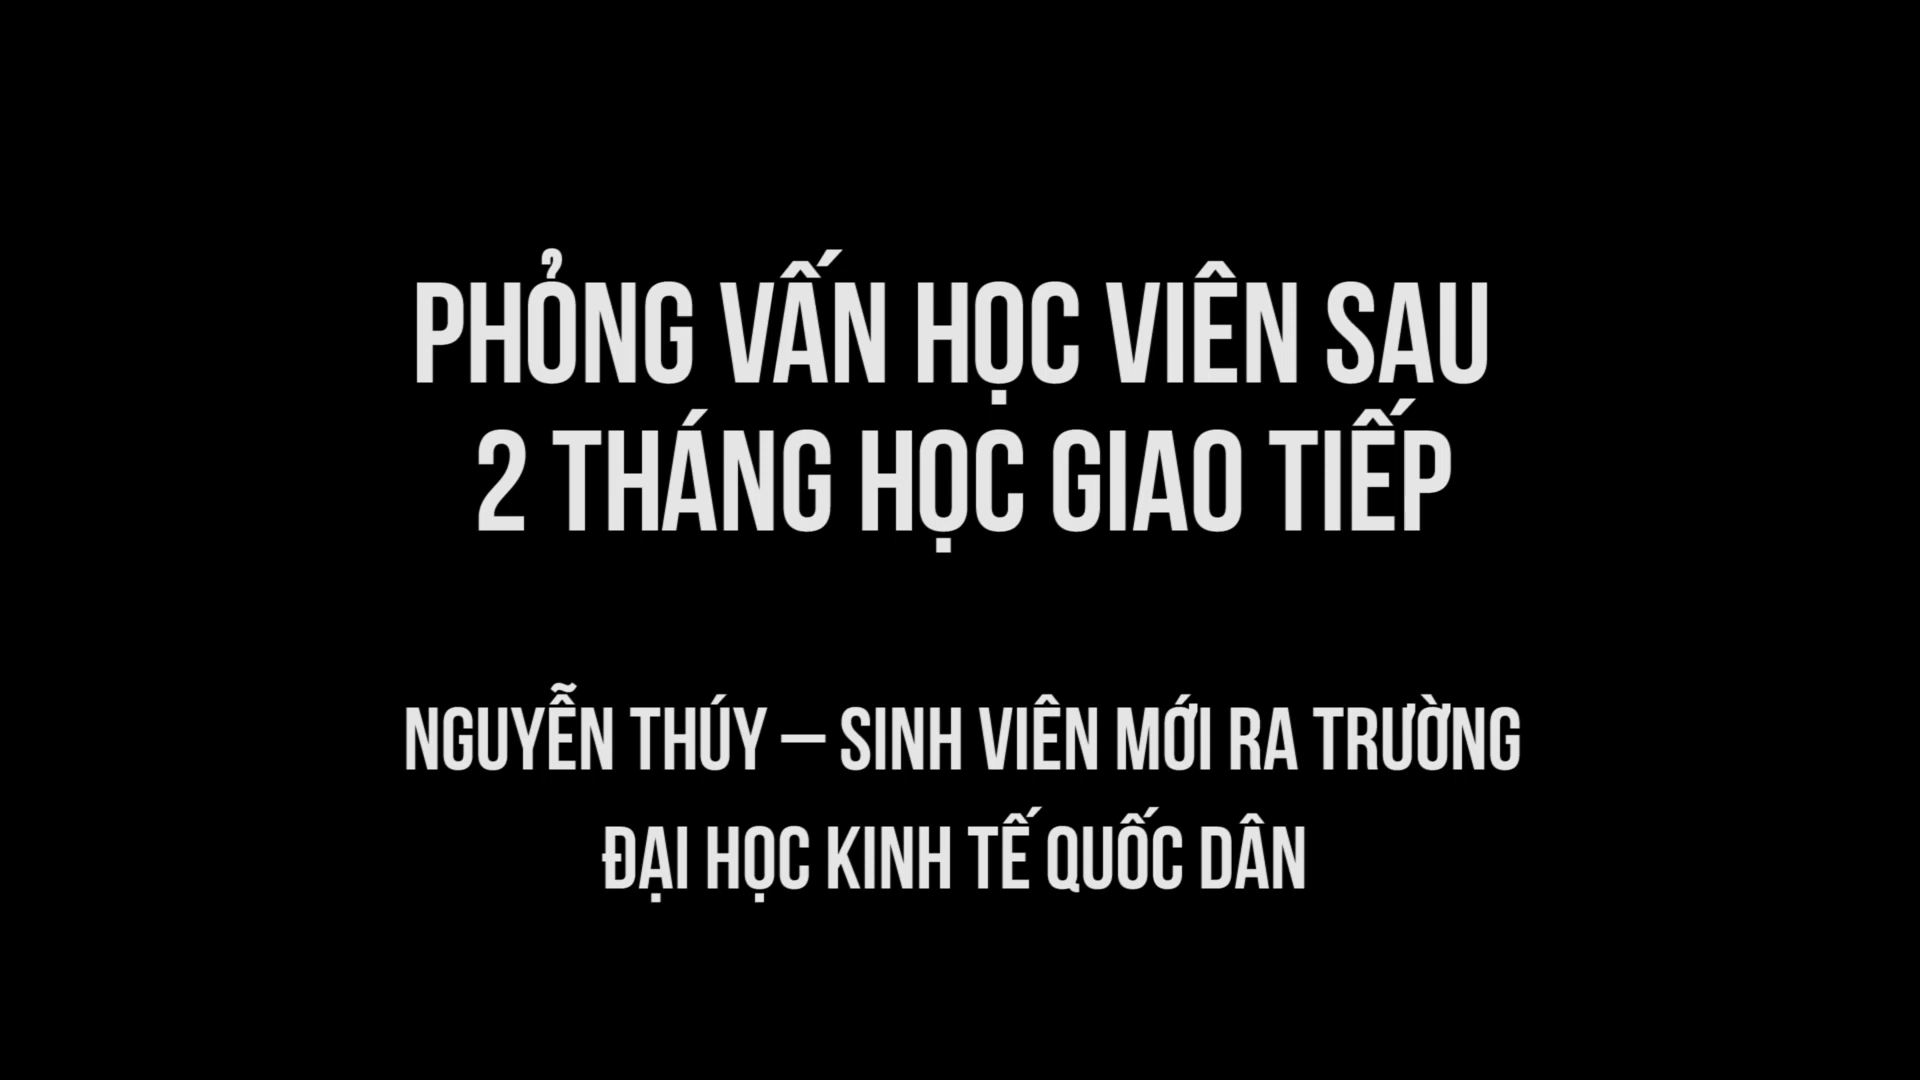 PHỎNG VẤN HỌC VIÊN SAU
2 THÁNG HỌC GIAO TIẾP
NGUYỄN THÚY – SINH VIÊN MỚI RA TRƯỜNG
ĐẠI HỌC KINH TẾ QUỐC DÂN